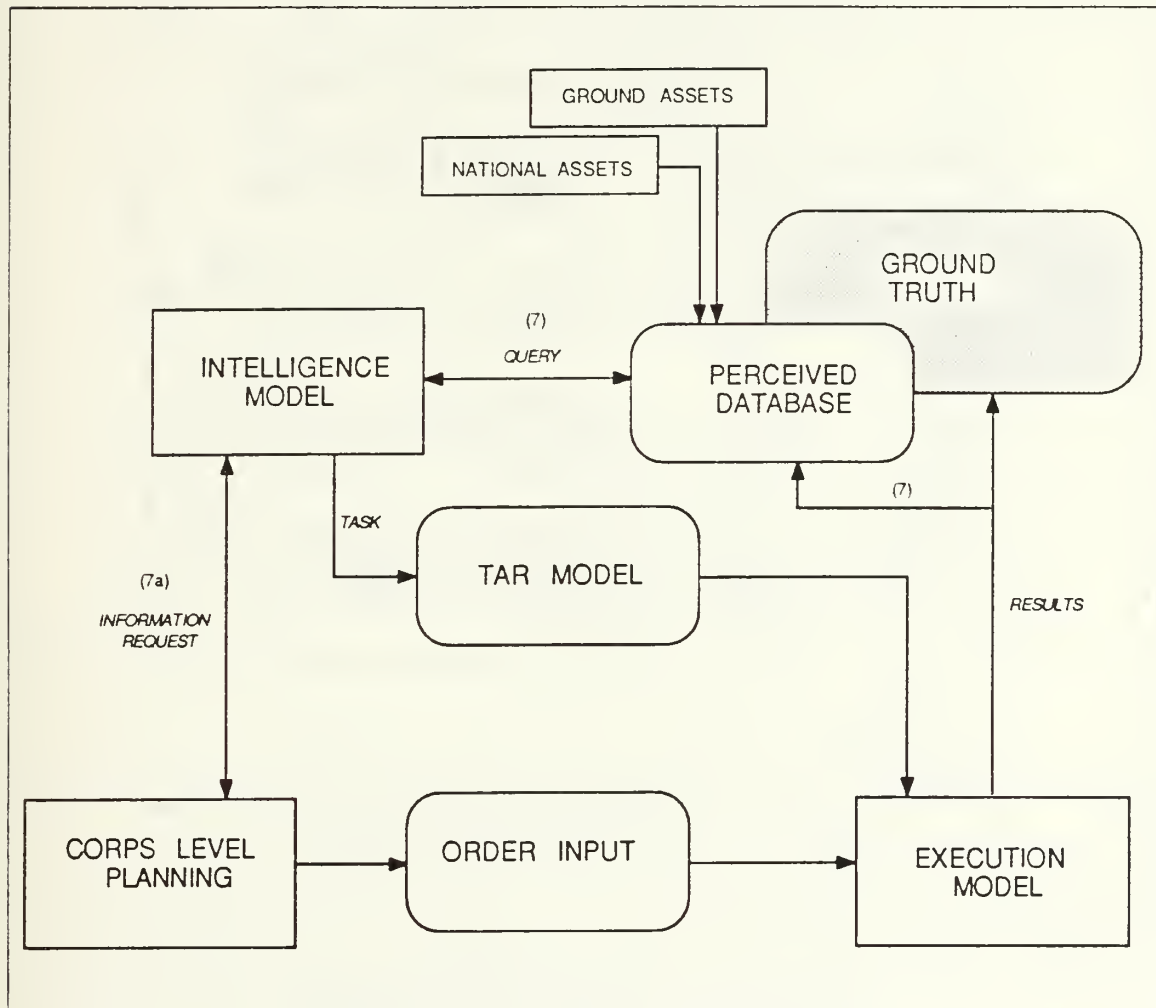 GROUND ASSETS
NATIONAL ASSETS
GROUND
TRUTH
(7)
QUERY
INTELLIGENCE
MODEL
PERCEIVED
DATABASE
(7)
TASK
TAR MODEL
(7a)
INFORMATION
REQUEST
RESULTS
CORPS LEVEL
PLANNING
ORDER INPUT
EXECUTION
MODEL